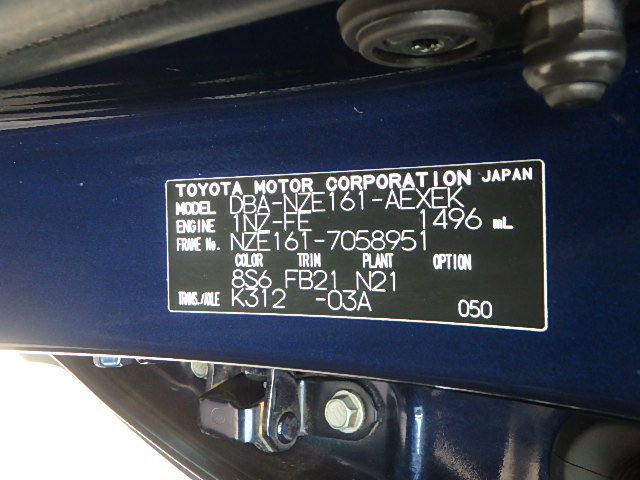 TOYOTA MOTOR CORPORATION JAPAN
MODEL DBA-NZE161-AEXEK
ENGINE 1NZ-FE 1496 mL
FRAME No. NZE161-7058951
COLOR TRIM PLANT OPTION
8S6 FB21 N21
TRANS./AXLE K312 -03A 050